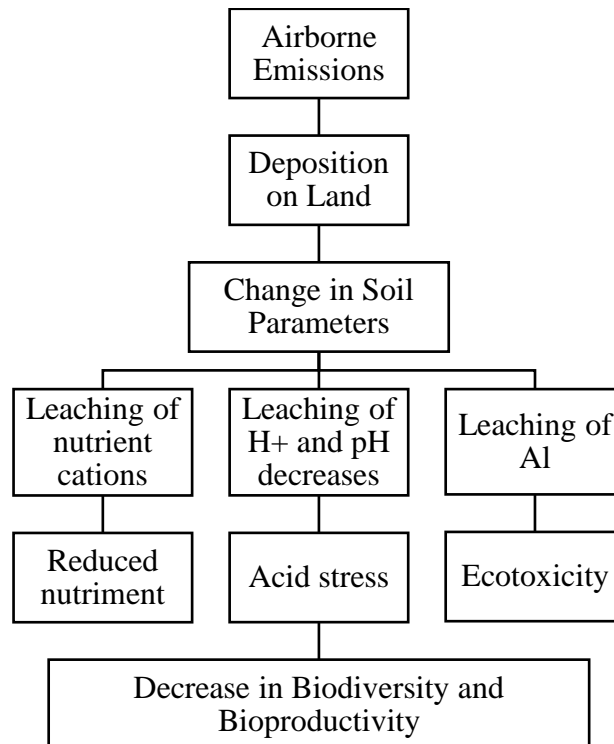 Airborne
Emissions
Deposition
on Land
Change in Soil
Parameters
Leaching of
nutrient
cations
Leaching of
H+ and pH
decreases
Leaching of
Al
Reduced
nutriment
Acid stress
Ecotoxicity
Decrease in Biodiversity and
Bioproductivity